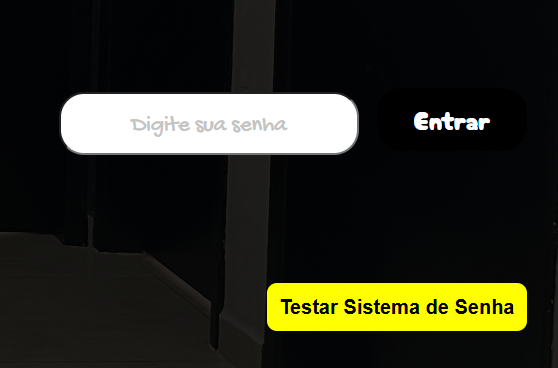 Digite sua senha
Entrar
Testar Sistema de Senha